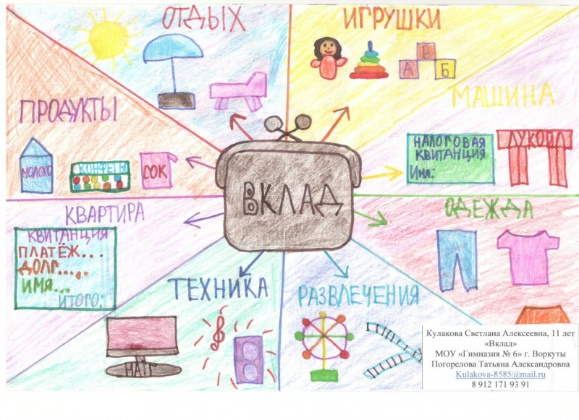 ОТДЫХ
ИГРУШКИ
А
В
Б
ПРОДУКТЫ
МОЛОКО
КОНФЕТЫ
СОК
МАШИНА
НАЛОГОВАЯ
КВИТАНЦИЯ
Имя:
ЛУКОЙЛ
ВКЛАД
КВАРТИРА
КВИТАНЦИЯ
ПЛАТЁЖ...
ДОЛГ...
ИМЯ...
ИТОГО:
ОДЕЖДА
ТЕХНИКА
РАЗВЛЕЧЕНИЯ
Кулакова Светлана Алексеевна, 11 лет
«Вклад»
МОУ «Гимназия № 6» г. Воркуты
Погорелова Татьяна Александровна
Kulakova-8585@mail.ru
8 912 171 93 91